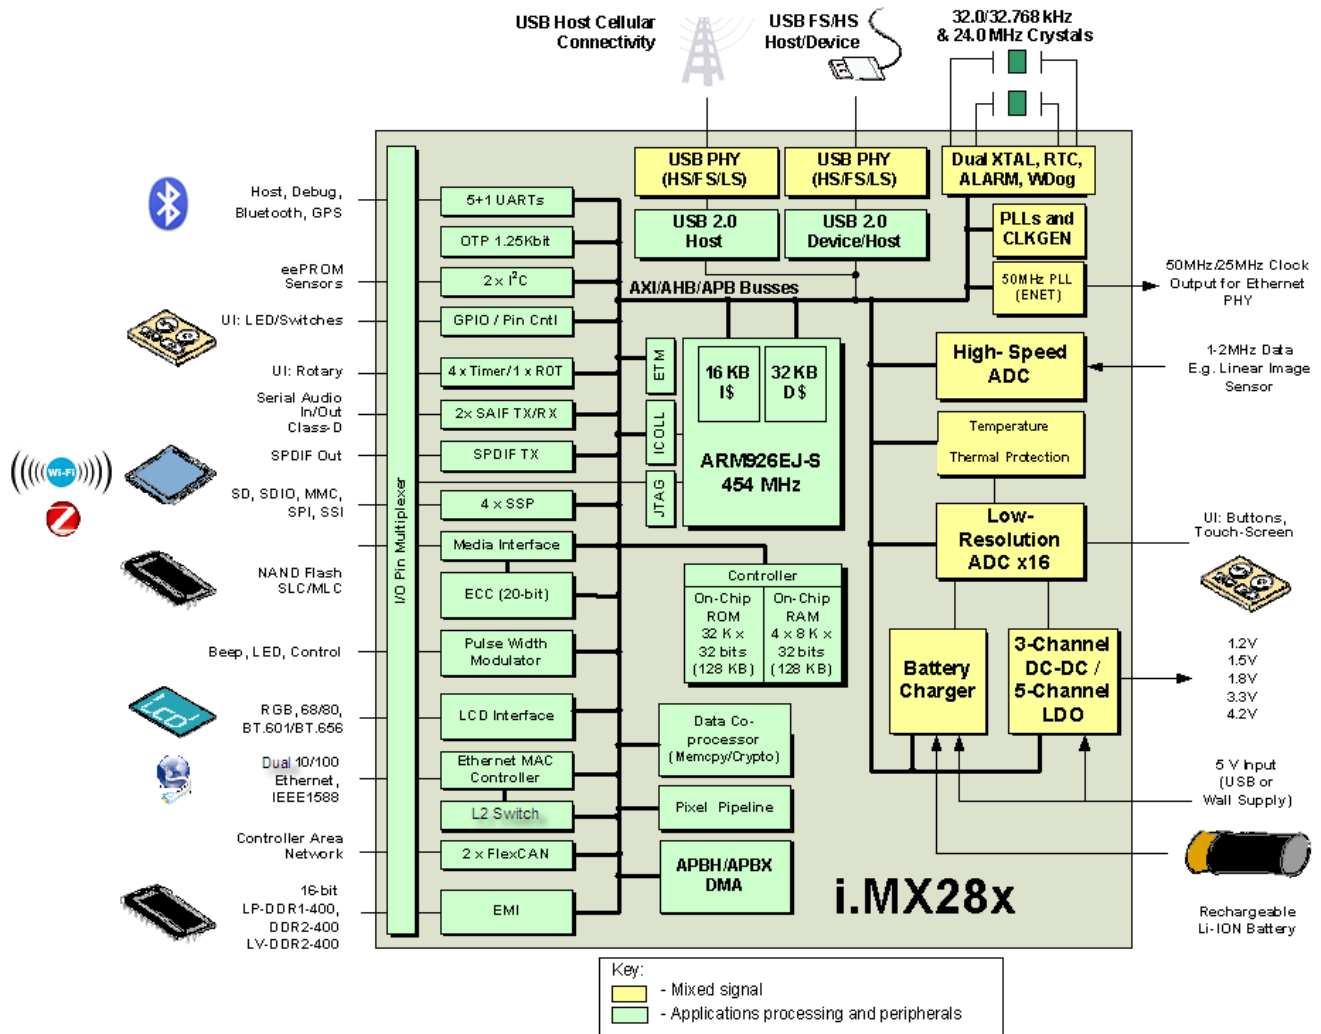 USB Host Cellular
Connectivity
USB FS/HS
Host/Device
32.0/32.768 kHz
& 24.0 MHz Crystals
I/O Pin Multiplexer
Host, Debug,
Bluetooth, GPS
eePROM
Sensors
UI: LED/Switches
UI: Rotary
Serial Audio
In/Out
Class-D
SPDIF Out
Wi-Fi
SD, SDIO, MMC,
SPI, SSI
NAND Flash
SLC/MLC
Beep, LED, Control
LCD
RGB, 68/80,
BT.601/BT.656
Dual 10/100
Ethernet,
IEEE1588
Controller Area
Network
16-bit
LP-DDR1-400,
DDR2-400
LV-DDR2-400
5+1 UARTs
OTP 1.25Kbit
2 x I²C
GPIO / Pin Cntl
4 x Timer/1 x ROT
2x SAIF TX/RX
SPDIF TX
4 x SSP
Media Interface
ECC (20-bit)
Pulse Width
Modulator
LCD Interface
Ethernet MAC
Controller
L2 Switch
2 x FlexCAN
EMI
USB PHY
(HS/FS/LS)
USB 2.0
Host
USB PHY
(HS/FS/LS)
USB 2.0
Device/Host
AXI/AHB/APB Busses
ETM
ICOLL
JTAG
16 KB
I$
32 KB
D $
ARM926EJ-S
454 MHz
Controller
On-Chip
ROM
32 K x
32 bits
(128 KB)
On-Chip
RAM
4 x 8 K x
32 bits
(128 KB)
Data Co-
processor
(Memcpy/Crypto)
Pixel Pipeline
APBH/APBX
DMA
Dual XTAL, RTC,
ALARM, WDog
PLLs and
CLKGEN
50MHz PLL
(ENET)
High- Speed
ADC
Temperature
Thermal Protection
Low-
Resolution
ADC x16
Battery
Charger
3-Channel
DC-DC /
5-Channel
LDO
50MHz/25MHz Clock
Output for Ethernet
PHY
1-2MHz Data
E.g. Linear Image
Sensor
UI: Buttons,
Touch-Screen
1.2V
1.5V
1.8V
3.3V
4.2V
5 V Input
(USB or
Wall Supply)
Rechargeable
Li-ION Battery
i.MX28x
Key:
- Mixed signal
- Applications processing and peripherals